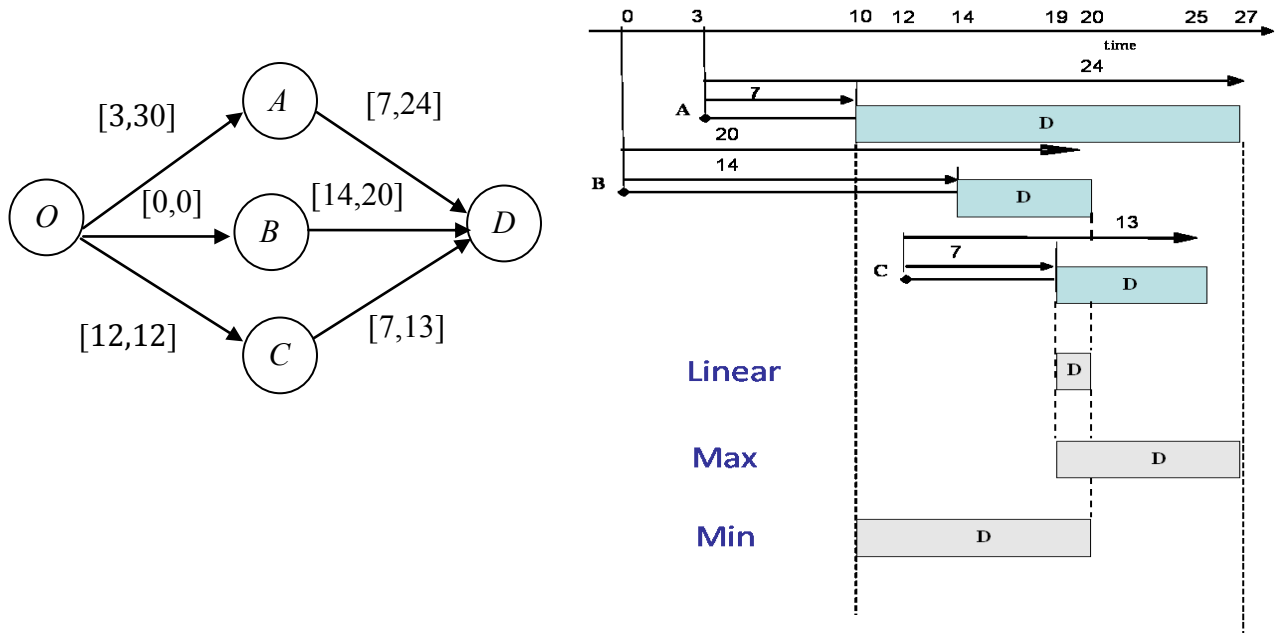 A
[3,30]
[7,24]
O
[0,0]
B
[14,20]
D
[12,12]
C
[7,13]
0 3 10 12 14 19 20 25 27
time
24
7
A
D
20
14
B
D
13
7
C
D
Linear
D
Max
D
Min
D